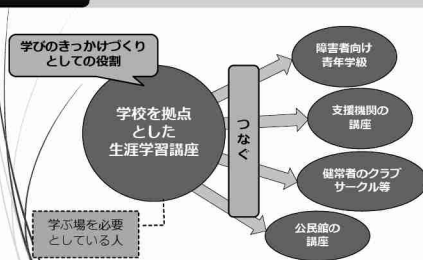 学びのきっかけづくり
としての役割
学校を拠点
とした
生涯学習講座
つなぐ
障害者向け
青年学級
支援機関の
講座
健常者のクラブ
サークル等
公民館の
講座
学ぶ場を必要
としている人